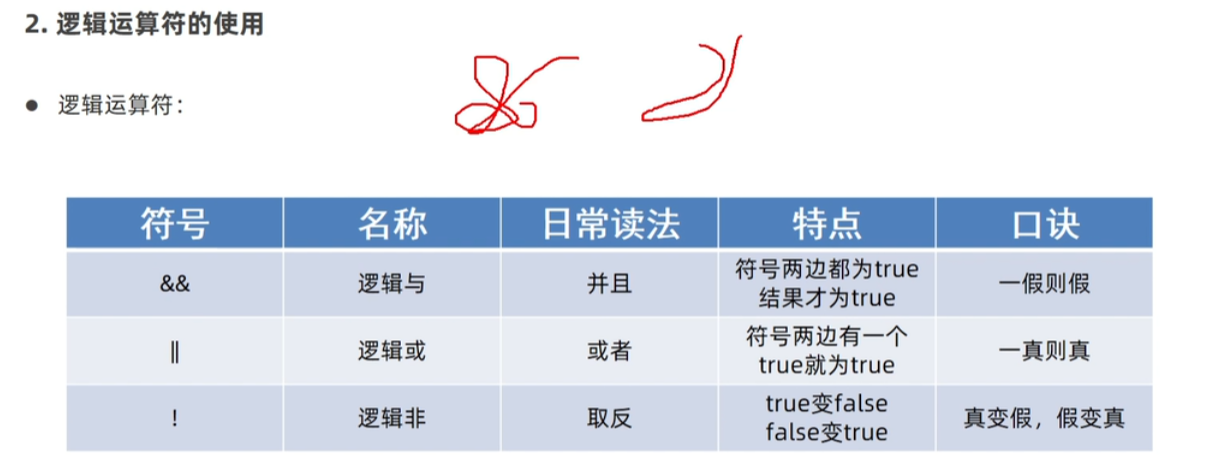 2. 逻辑运算符的使用
● 逻辑运算符：
符号 名称 日常读法 特点 口诀
&& 逻辑与 并且 符号两边都为true 一假则假
结果才为true
|| 逻辑或 或者 符号两边有一个 一真则真
true就为true
! 逻辑非 取反 true变false 真变假，假变真
false变true